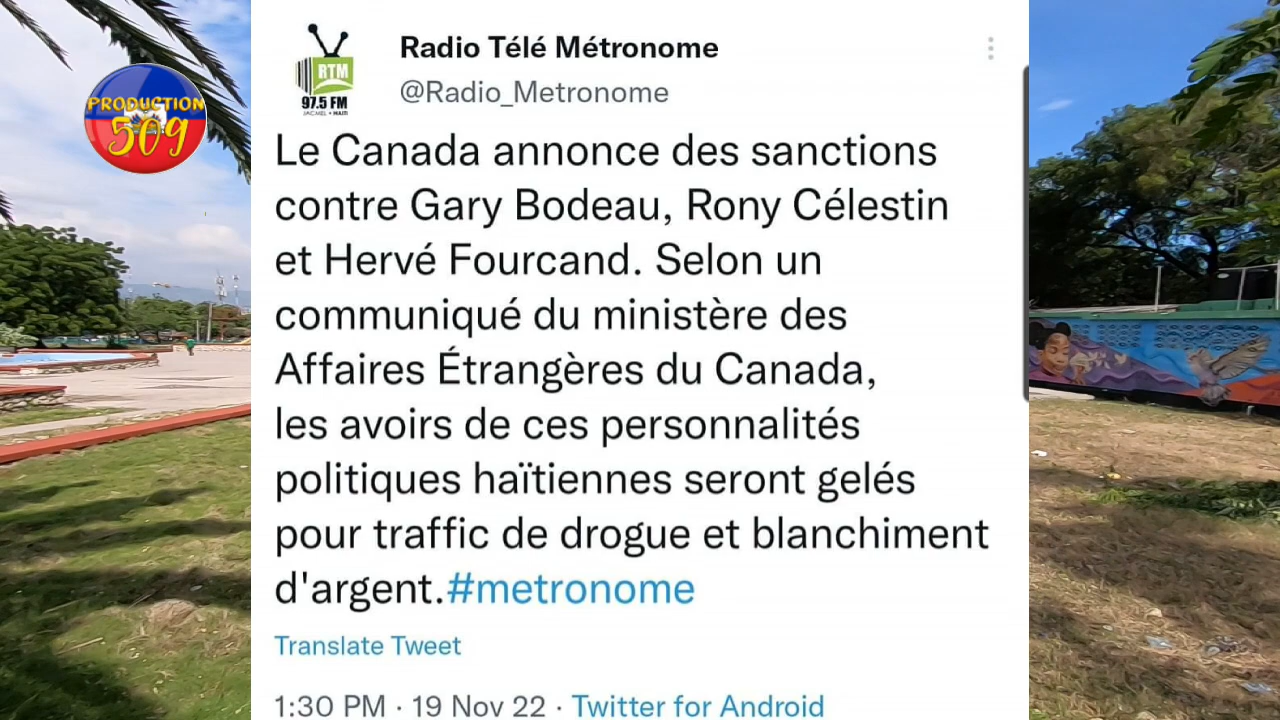 PRODUCTION
509
RTM
97.5 FM
JACMEL • HAITI
Radio Télé Métronome
@Radio_Metronome
Le Canada annonce des sanctions
contre Gary Bodeau, Rony Célestin
et Hervé Fourcand. Selon un
communiqué du ministère des
Affaires Étrangères du Canada,
les avoirs de ces personnalités
politiques haïtiennes seront gelés
pour traffic de drogue et blanchiment
d'argent.#metronome
Translate Tweet
1:30 PM · 19 Nov 22 · Twitter for Android